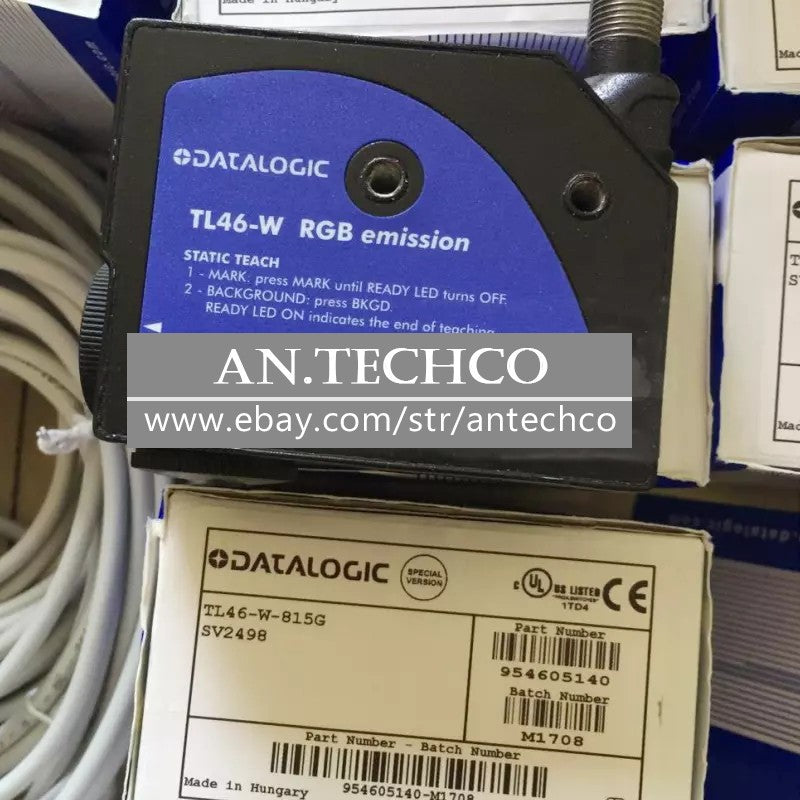 Made in Hungary
DATALOGIC
TL46-W RGB emission
STATIC TEACH
1 - MARK. press MARK until READY LED turns OFF.
2 - BACKGROUND: press BKGD.
READY LED ON indicates the end of teaching
AN.TECHCO
www.ebay.com/str/antechco
DATALOGIC
SPECIAL VERSION
c UL US LISTED
1TD4
CE
TL46-W-815G
SV2498
Part Number
954605140
Batch Number
M1708
Part Number - Batch Number
954605140-M1708
Made in Hungary